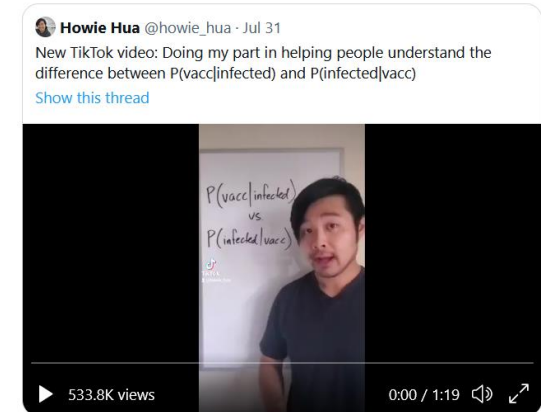 Howie Hua @howie_hua · Jul 31
New TikTok video: Doing my part in helping people understand the
difference between P(vacc|infected) and P(infected|vacc)
Show this thread
P(vacc|infected)
vs
P(infected|vacc)
533.8K views
0:00 / 1:19